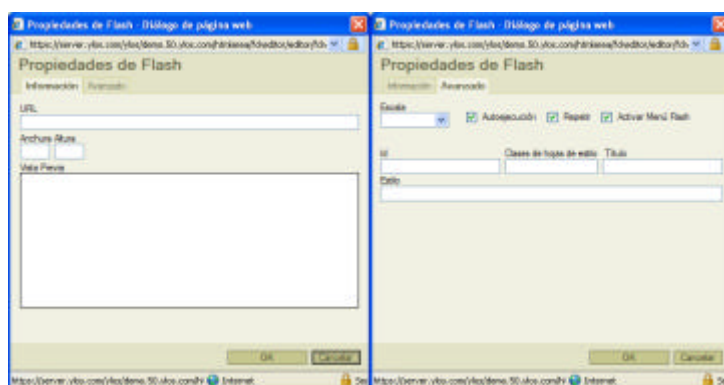 Propiedades de Flash - Diálogo de página web
Propiedades de Flash
Información Avanzado
URL
Anchura Altura
Vista Previa
OK Cancelar
Internet
Propiedades de Flash - Diálogo de página web
Propiedades de Flash
Información Avanzado
Escala
Autoejecución Repetir Activar Menú Flash
Id Clases de hojas de estilo Título
Estilo
OK Cancelar
Internet